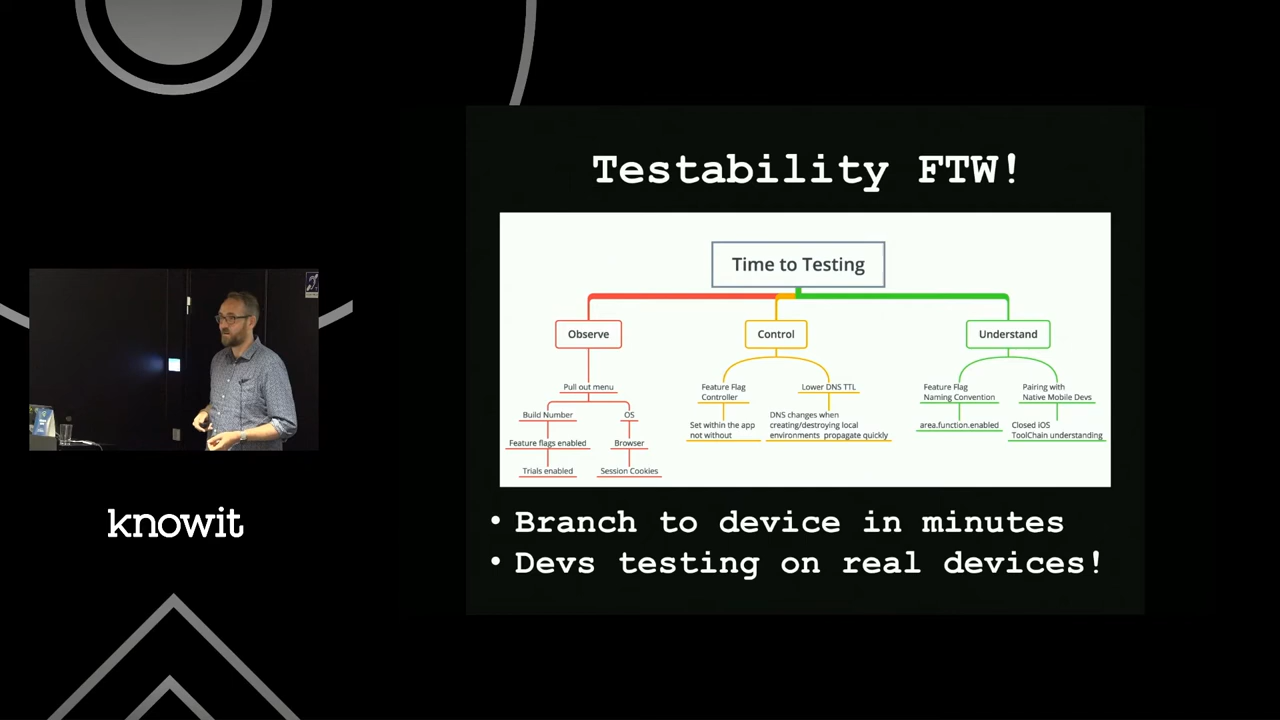 Testability FTW!
Time to Testing
Observe
Control
Understand
Pull out menu
Build Number
OS
Feature flags enabled
Browser
Trials enabled
Session Cookies
Feature Flag
Controller
Lower DNS TTL
Set within the app
not without
DNS changes when
creating/destroying local
environments propagate quickly
Feature Flag
Naming Convention
Pairing with
Native Mobile Devs
area.function.enabled
Closed iOS
ToolChain understanding
• Branch to device in minutes
• Devs testing on real devices!
knowit